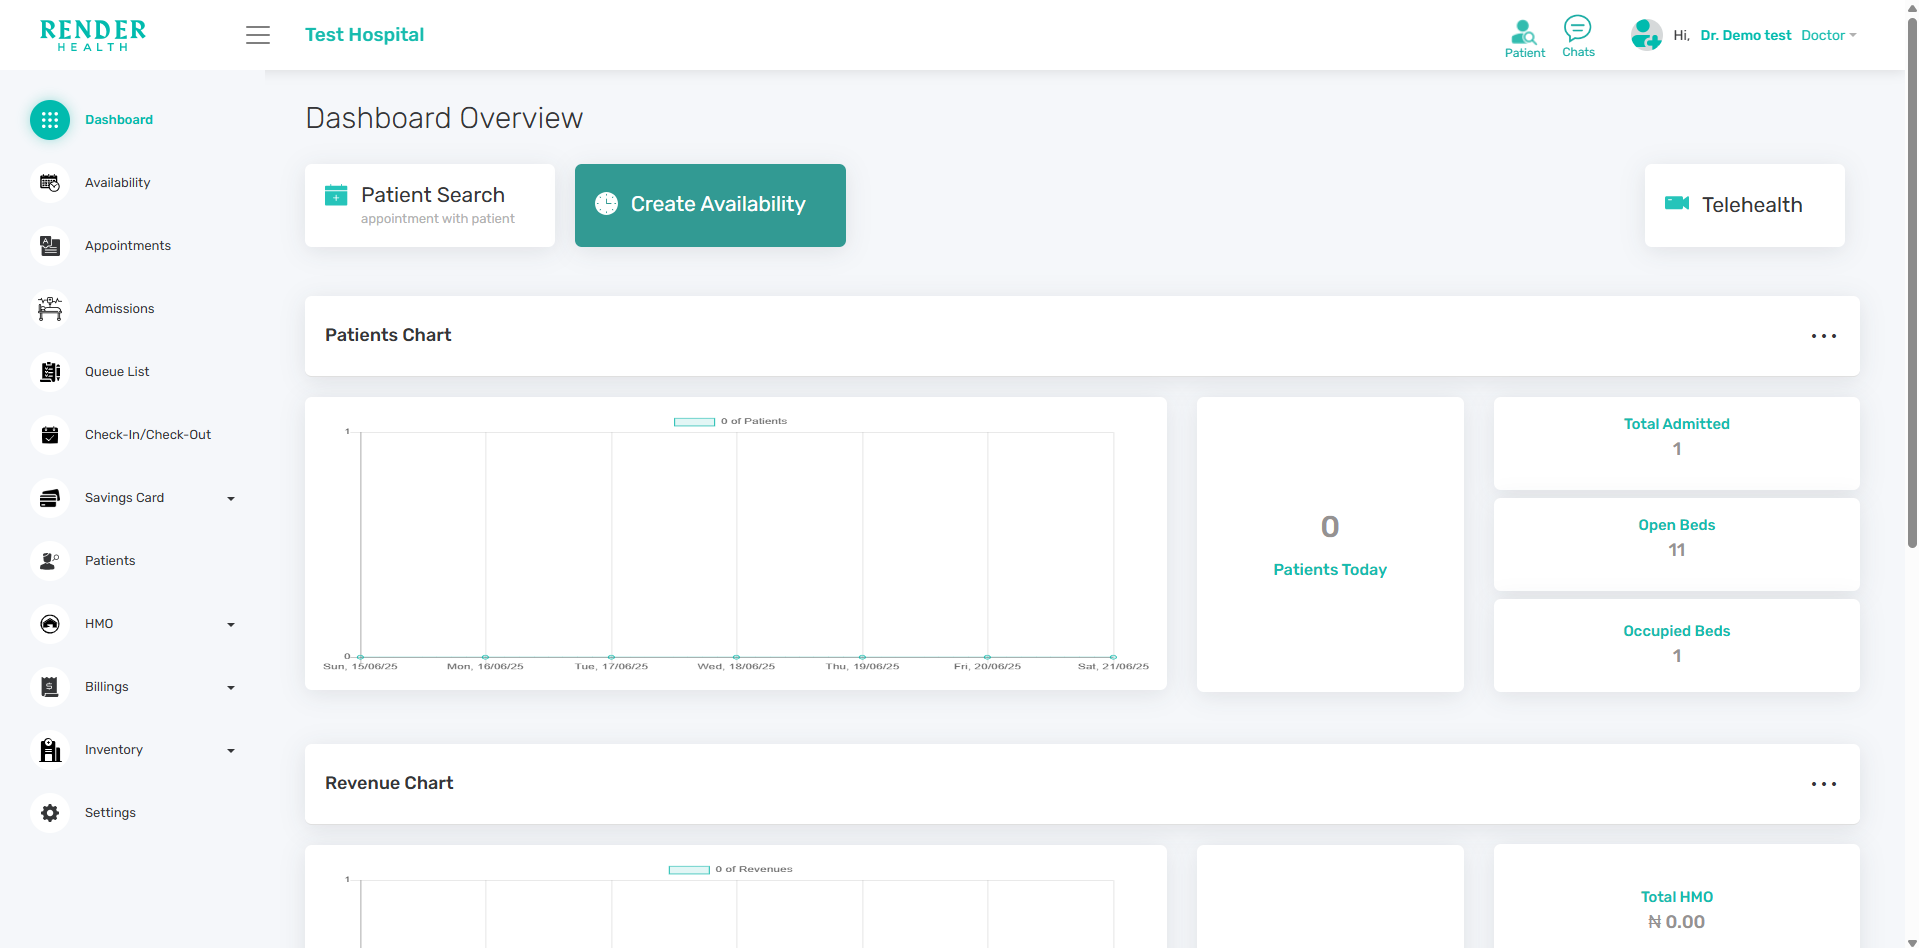 RENDER
HEALTH
Test Hospital
Patient
Chats
Hi, Dr. Demo test Doctor
Dashboard
Availability
Appointments
Admissions
Queue List
Check-In/Check-Out
Savings Card
Patients
HMO
Billings
Inventory
Settings
Dashboard Overview
Patient Search
appointment with patient
Create Availability
Telehealth
Patients Chart
0 of Patients
1
0
Sun, 15/06/25 Mon, 16/06/25 Tue, 17/06/25 Wed, 18/06/25 Thu, 19/06/25 Fri, 20/06/25 Sat, 21/06/25
0
Patients Today
Total Admitted
1
Open Beds
11
Occupied Beds
1
Revenue Chart
0 of Revenues
1
Total HMO
₦ 0.00